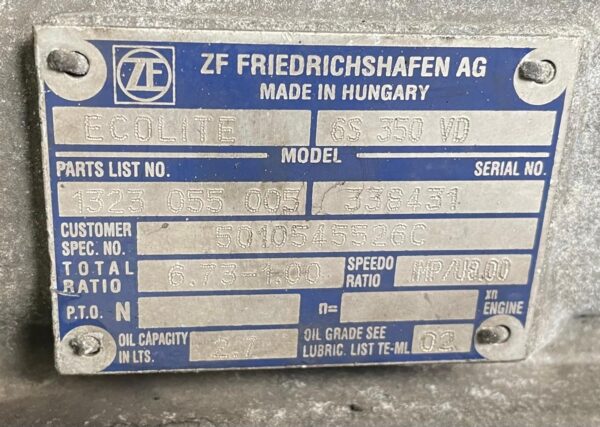 ZF ZF FRIEDRICHSHAFEN AG
MADE IN HUNGARY
ECOLITE 6S 350 VD
MODEL
PARTS LIST NO. SERIAL NO.
1323 055 005 338431
CUSTOMER SPEC. NO. 5010545526C
TOTAL RATIO 6.73-1.00 SPEEDO RATIO IMP/U8.00
P.T.O. N n= xn ENGINE
OIL CAPACITY IN LTS. 2.7 OIL GRADE SEE LUBRIC. LIST TE-ML 02